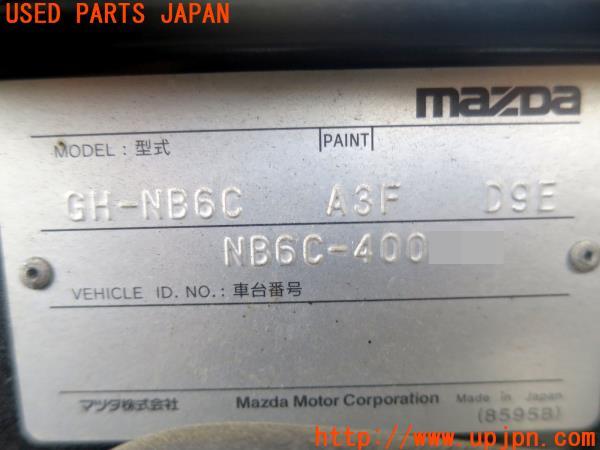 USED PARTS JAPAN
mazda
MODEL : 型式 PAINT
GH-NB6C A3F D9E
NB6C-400
VEHICLE ID. NO. : 車台番号
マツダ株式会社 Mazda Motor Corporation Made in Japan
(8595B)
http://www.upjpn.com